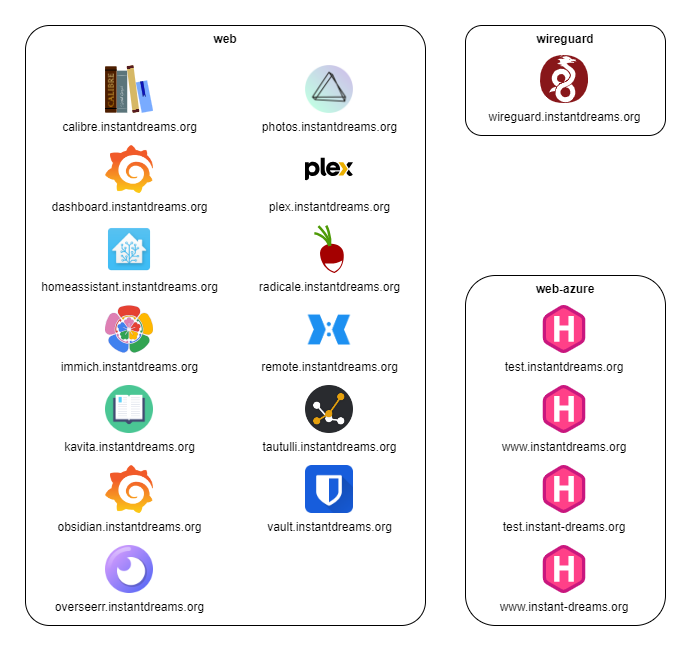 web
CALIBRE
calibre.instantdreams.org
photos.instantdreams.org
dashboard.instantdreams.org
plex
plex.instantdreams.org
homeassistant.instantdreams.org
radicale.instantdreams.org
immich.instantdreams.org
remote.instantdreams.org
kavita.instantdreams.org
tautulli.instantdreams.org
obsidian.instantdreams.org
vault.instantdreams.org
overseerr.instantdreams.org
wireguard
wireguard.instantdreams.org
web-azure
H
test.instantdreams.org
H
www.instantdreams.org
H
test.instant-dreams.org
H
www.instant-dreams.org